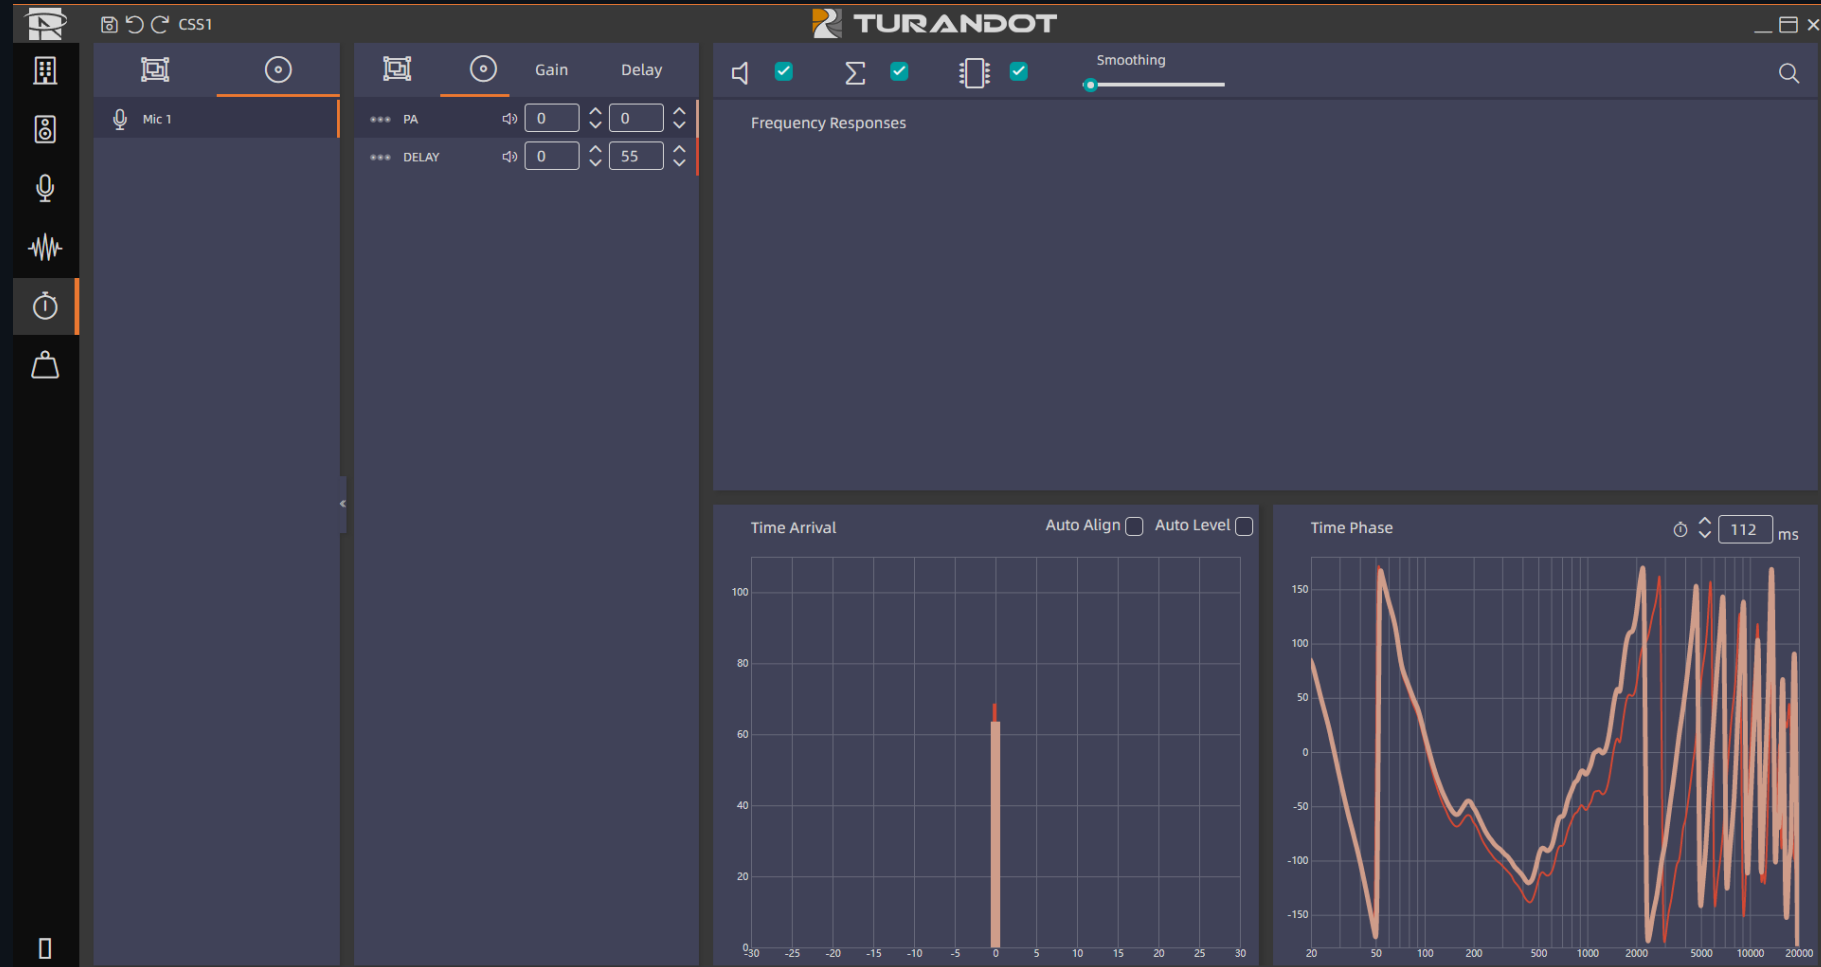 CSS1
TURANDOT
Gain Delay
Smoothing
Mic 1
PA 0 0
DELAY 0 55
Frequency Responses
Time Arrival Auto Align Auto Level
100
80
60
40
20
0
-30 -25 -20 -15 -10 -5 0 5 10 15 20 25 30
Time Phase 112 ms
150
100
50
0
-50
-100
-150
20 50 100 200 500 1000 2000 5000 10000 20000